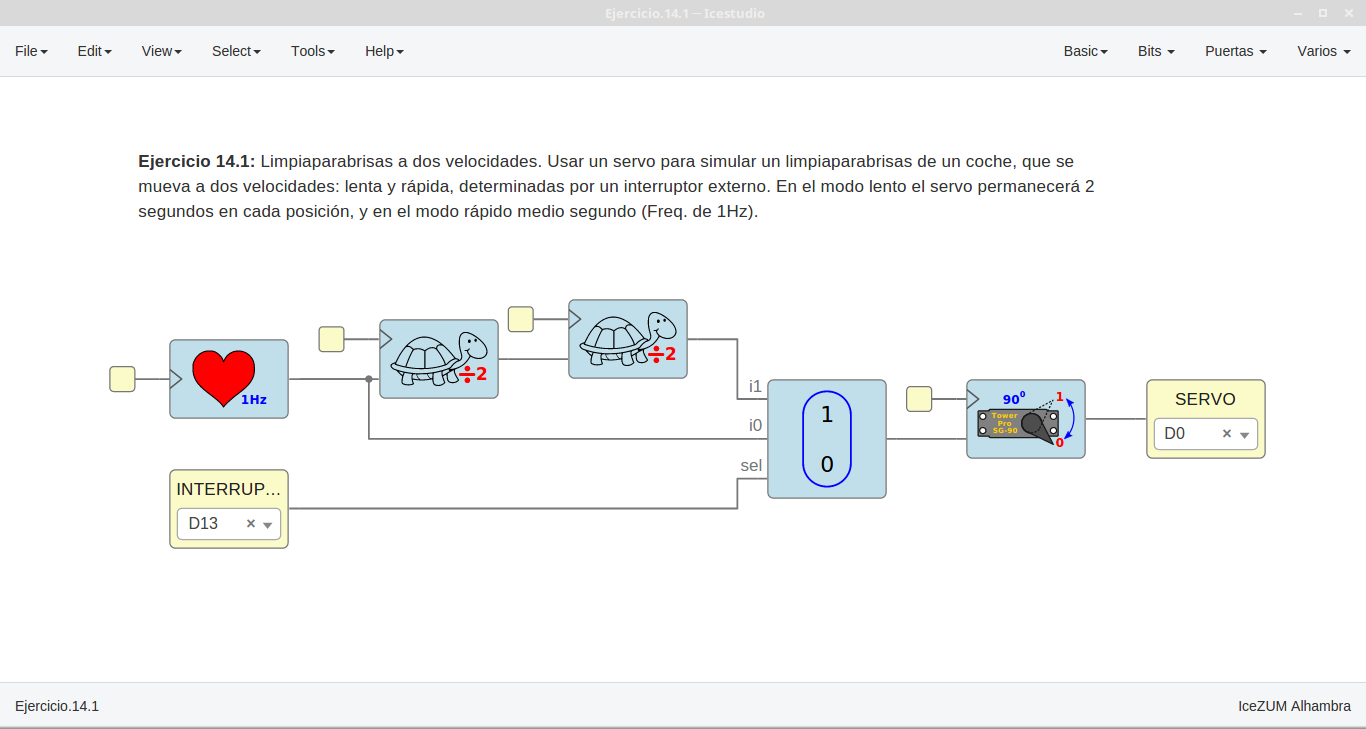 Ejercicio.14.1 – Icestudio
File Edit View Select Tools Help Basic Bits Puertas Varios
Ejercicio 14.1: Limpiaparabrisas a dos velocidades. Usar un servo para simular un limpiaparabrisas de un coche, que se
mueva a dos velocidades: lenta y rápida, determinadas por un interruptor externo. En el modo lento el servo permanecerá 2
segundos en cada posición, y en el modo rápido medio segundo (Freq. de 1Hz).
1Hz
÷2
÷2
i1
i0
sel
1
0
90⁰
1
Tower
Pro
SG-90
0
SERVO
D0 ×
INTERRUP...
D13 ×
Ejercicio.14.1
IceZUM Alhambra